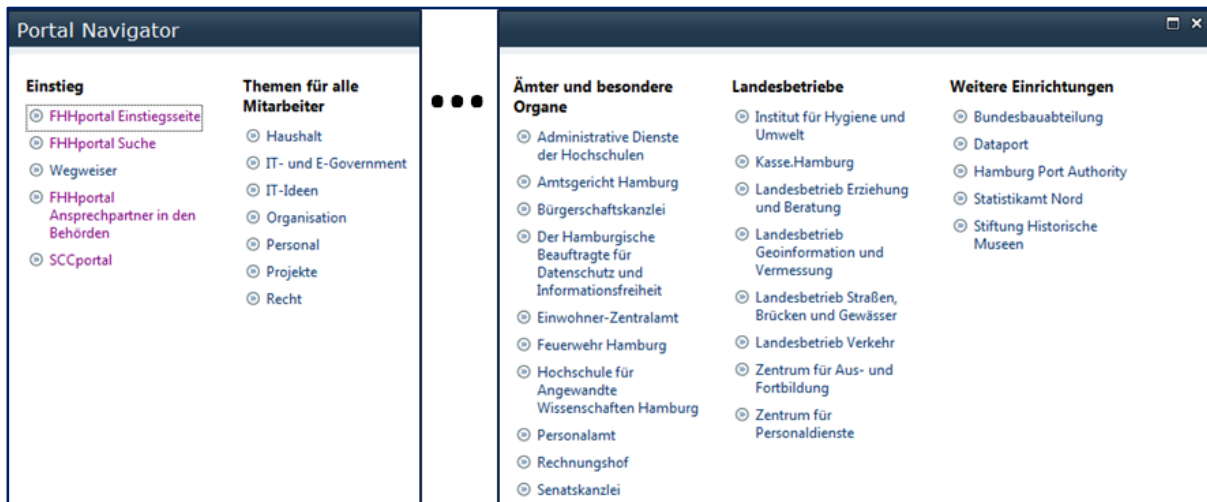 Portal Navigator
Einstieg
FHHportal Einstiegsseite
FHHportal Suche
Wegweiser
FHHportal
Ansprechpartner in den
Behörden
SCCportal
Themen für alle
Mitarbeiter
Haushalt
IT- und E-Government
IT-Ideen
Organisation
Personal
Projekte
Recht
...
Ämter und besondere
Organe
Administrative Dienste
der Hochschulen
Amtsgericht Hamburg
Bürgerschaftskanzlei
Der Hamburgische
Beauftragte für
Datenschutz und
Informationsfreiheit
Einwohner-Zentralamt
Feuerwehr Hamburg
Hochschule für
Angewandte
Wissenschaften Hamburg
Personalamt
Rechnungshof
Senatskanzlei
Landesbetriebe
Institut für Hygiene und
Umwelt
Kasse.Hamburg
Landesbetrieb Erziehung
und Beratung
Landesbetrieb
Geoinformation und
Vermessung
Landesbetrieb Straßen,
Brücken und Gewässer
Landesbetrieb Verkehr
Zentrum für Aus- und
Fortbildung
Zentrum für
Personaldienste
Weitere Einrichtungen
Bundesbauabteilung
Dataport
Hamburg Port Authority
Statistikamt Nord
Stiftung Historische
Museen